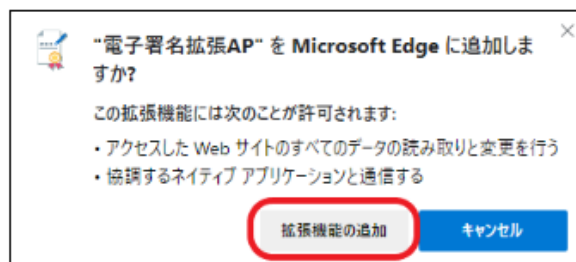 "電子署名拡張AP" を Microsoft Edge に追加しま
すか?
この拡張機能には次のことが許可されます:
• アクセスした Web サイトのすべてのデータの読み取りと変更を行う
• 協調するネイティブ アプリケーションと通信する
拡張機能の追加 キャンセル